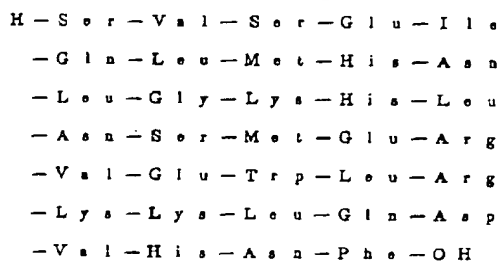 H－Ser－Val－Ser－Glu－Ile
－Gln－Leu－Met－His－Asn
－Leu－Gly－Lys－His－Leu
－Asn－Ser－Met－Glu－Arg
－Val－Glu－Trp－Leu－Arg
－Lys－Lys－Leu－Gln－Asp
－Val－His－Asn－Phe－OH